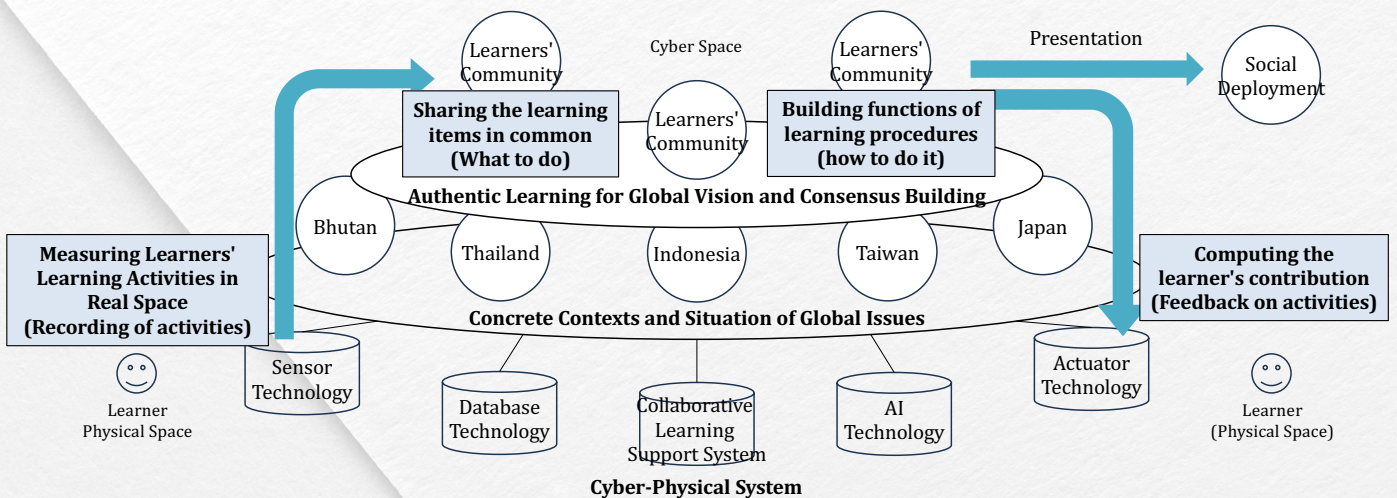 Learners'
Community
Cyber Space
Learners'
Community
Presentation
Social
Deployment
Sharing the learning
items in common
(What to do)
Learners'
Community
Building functions of
learning procedures
(how to do it)
Authentic Learning for Global Vision and Consensus Building
Bhutan
Thailand
Indonesia
Taiwan
Japan
Measuring Learners'
Learning Activities in
Real Space
(Recording of activities)
Computing the
learner's contribution
(Feedback on activities)
Concrete Contexts and Situation of Global Issues
Learner
Physical Space
Sensor
Technology
Database
Technology
Collaborative
Learning
Support System
AI
Technology
Actuator
Technology
Learner
(Physical Space)
Cyber-Physical System